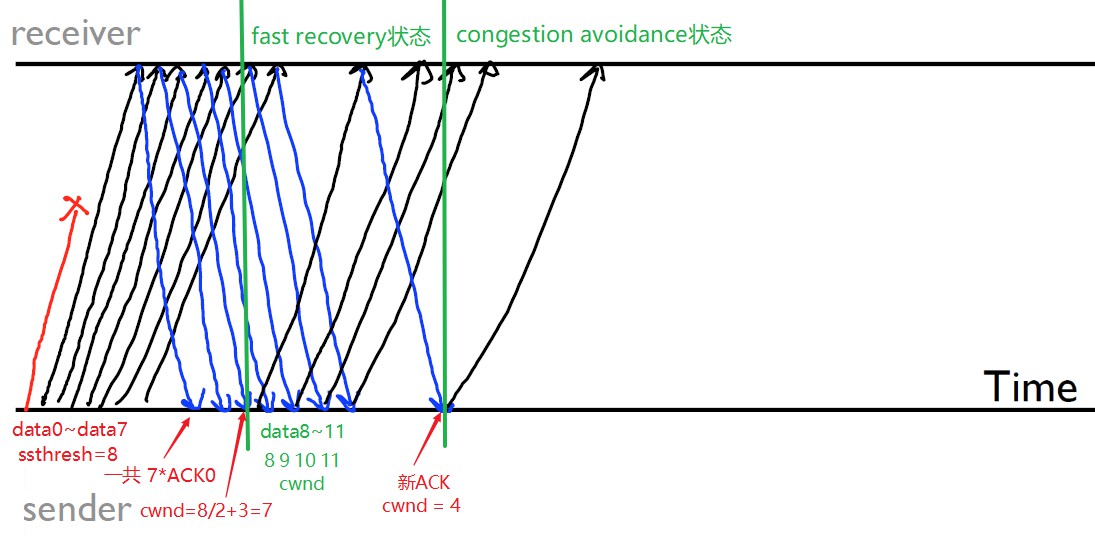 receiver
fast recovery状态
congestion avoidance状态
Time
data0~data7
ssthresh=8
一共 7*ACK0
cwnd=8/2+3=7
data8~11
8 9 10 11
cwnd
新ACK
cwnd = 4
sender